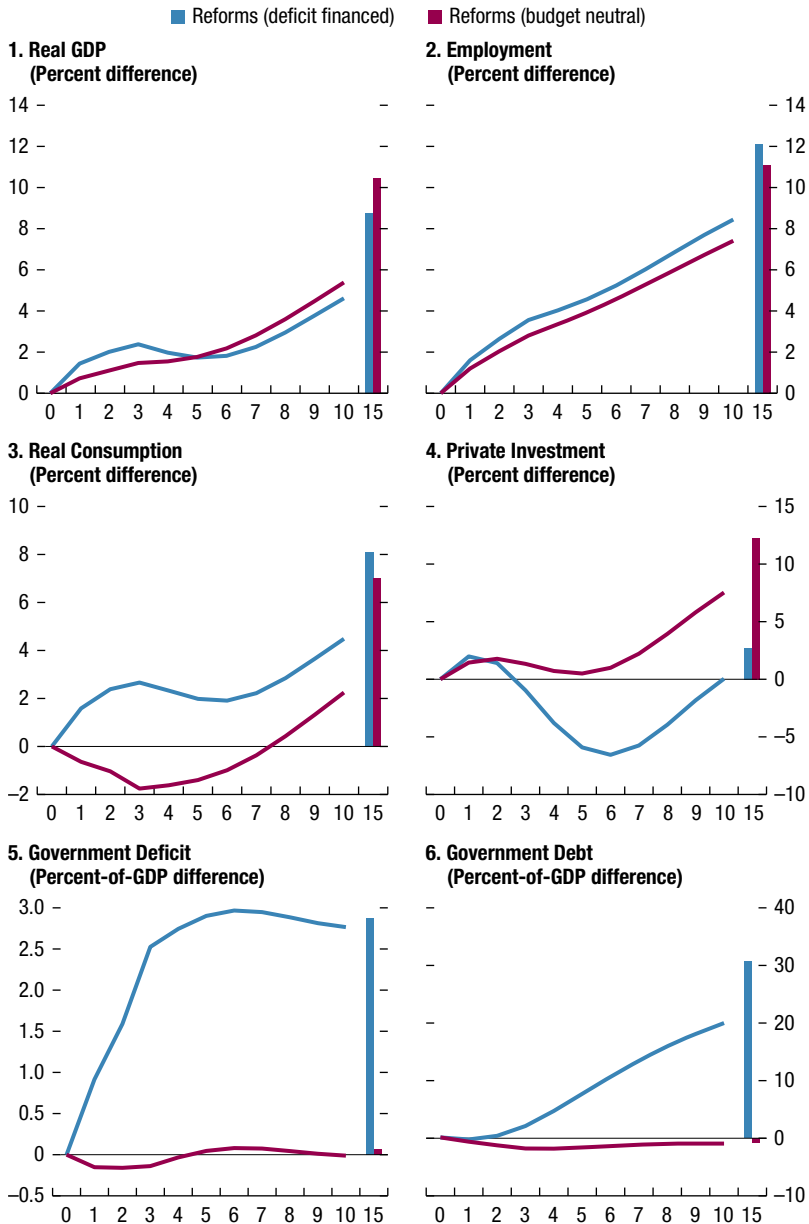 Reforms (deficit financed) Reforms (budget neutral)
1. Real GDP
(Percent difference)
14
12
10
8
6
4
2
0
0 1 2 3 4 5 6 7 8 9 10 15
2. Employment
(Percent difference)
14
12
10
8
6
4
2
0
0 1 2 3 4 5 6 7 8 9 10 15
3. Real Consumption
(Percent difference)
10
8
6
4
2
0
–2
0 1 2 3 4 5 6 7 8 9 10 15
4. Private Investment
(Percent difference)
15
10
5
0
–5
–10
0 1 2 3 4 5 6 7 8 9 10 15
5. Government Deficit
(Percent-of-GDP difference)
3.0
2.5
2.0
1.5
1.0
0.5
0
–0.5
0 1 2 3 4 5 6 7 8 9 10 15
6. Government Debt
(Percent-of-GDP difference)
40
30
20
10
0
–10
0 1 2 3 4 5 6 7 8 9 10 15